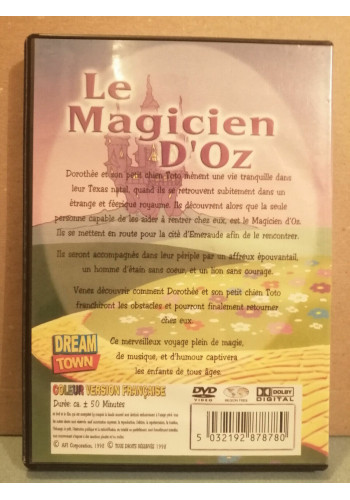 Le
Magicien
D'Oz
Dorothée et son petit chien Toto mènent une vie tranquille dans
leur Texas natal, quand ils se retrouvent subitement dans un
étrange et féerique royaume. Ils découvrent alors que la seule
personne capable de les aider à rentrer chez eux, est le Magicien d'Oz.
Ils se mettent en route pour la cité d'Emeraude afin de le rencontrer.
Ils seront accompagnés dans leur périple par un affreux épouvantail,
un homme d'étain sans coeur, et un lion sans courage.
Venez découvrir comment Dorothée et son petit chien Toto
franchiront les obstacles et pourront finalement retourner
chez eux.
DREAM
TOWN
Ce merveilleux voyage plein de magie,
de musique, et d'humour captivera
les enfants de tous âges.
COULEUR VERSION FRANÇAISE
Durée: ca. ± 50 Minutes
DVD
VIDEO
DOLBY
DIGITAL
5 032192 878780